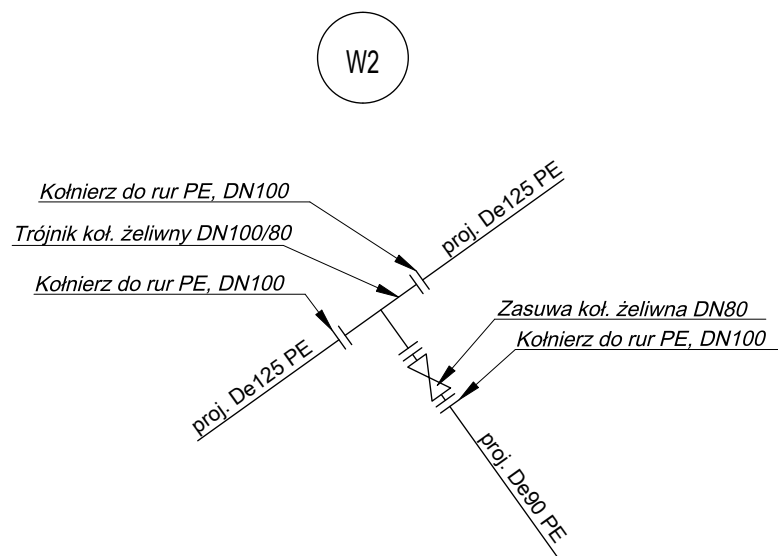 W2
Kołnierz do rur PE, DN100
proj. De125 PE
Trójnik koł. żeliwny DN100/80
Kołnierz do rur PE, DN100
Zasuwa koł. żeliwna DN80
Kołnierz do rur PE, DN100
proj. De125 PE
proj. De90 PE